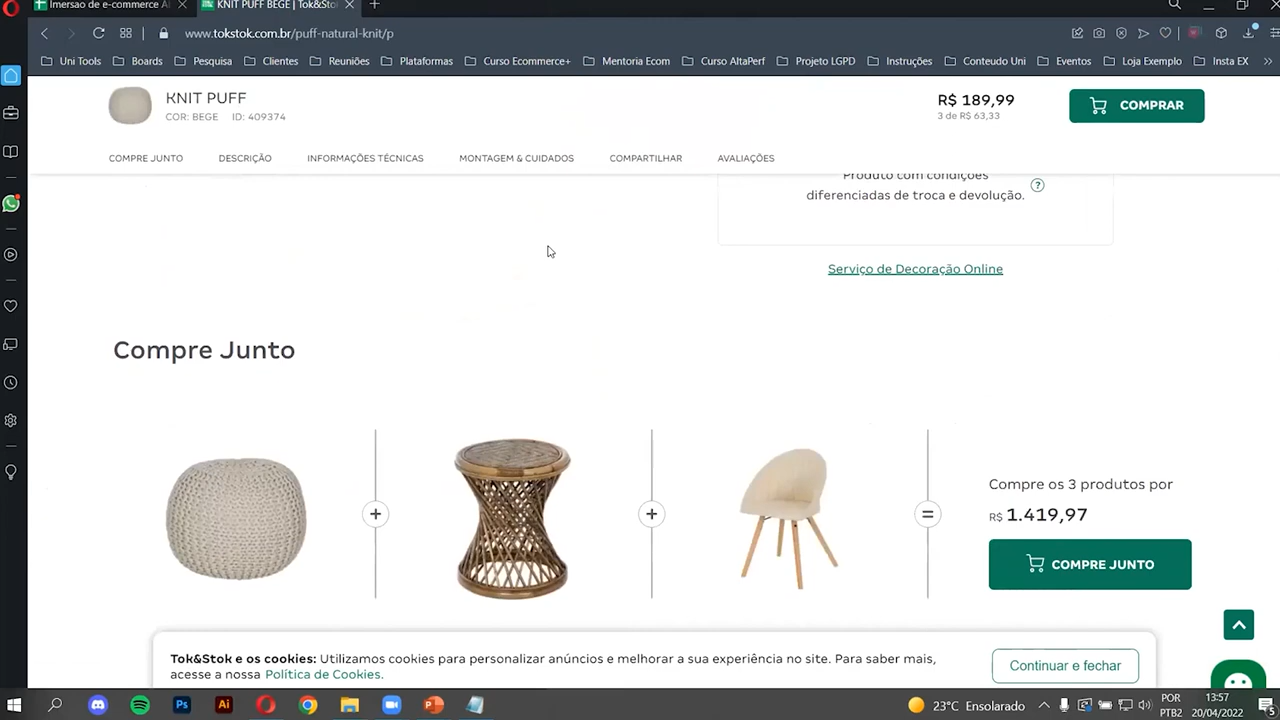 Imersão de e-commerce Al
KNIT PUFF BEGE | Tok&Sto
www.tokstok.com.br/puff-natural-knit/p
Uni Tools
Boards
Pesquisa
Clientes
Reuniões
Plataformas
Curso Ecommerce+
Mentoria Ecom
Curso AltaPerf
Projeto LGPD
Instruções
Conteudo Uni
Eventos
Loja Exemplo
Insta EX
KNIT PUFF
COR: BEGE ID: 409374
R$ 189,99
3 de R$ 63,33
COMPRAR
COMPRE JUNTO
DESCRIÇÃO
INFORMAÇÕES TÉCNICAS
MONTAGEM & CUIDADOS
COMPARTILHAR
AVALIAÇÕES
Produto com condições
diferenciadas de troca e devolução.
?
Serviço de Decoração Online
Compre Junto
+
+
=
Compre os 3 produtos por
R$ 1.419,97
COMPRE JUNTO
Tok&Stok e os cookies: Utilizamos cookies para personalizar anúncios e melhorar a sua experiência no site. Para saber mais,
acesse a nossa Política de Cookies.
Continuar e fechar
Ps
Ai
23°C Ensolarado
POR
PTB2
13:57
20/04/2022
5